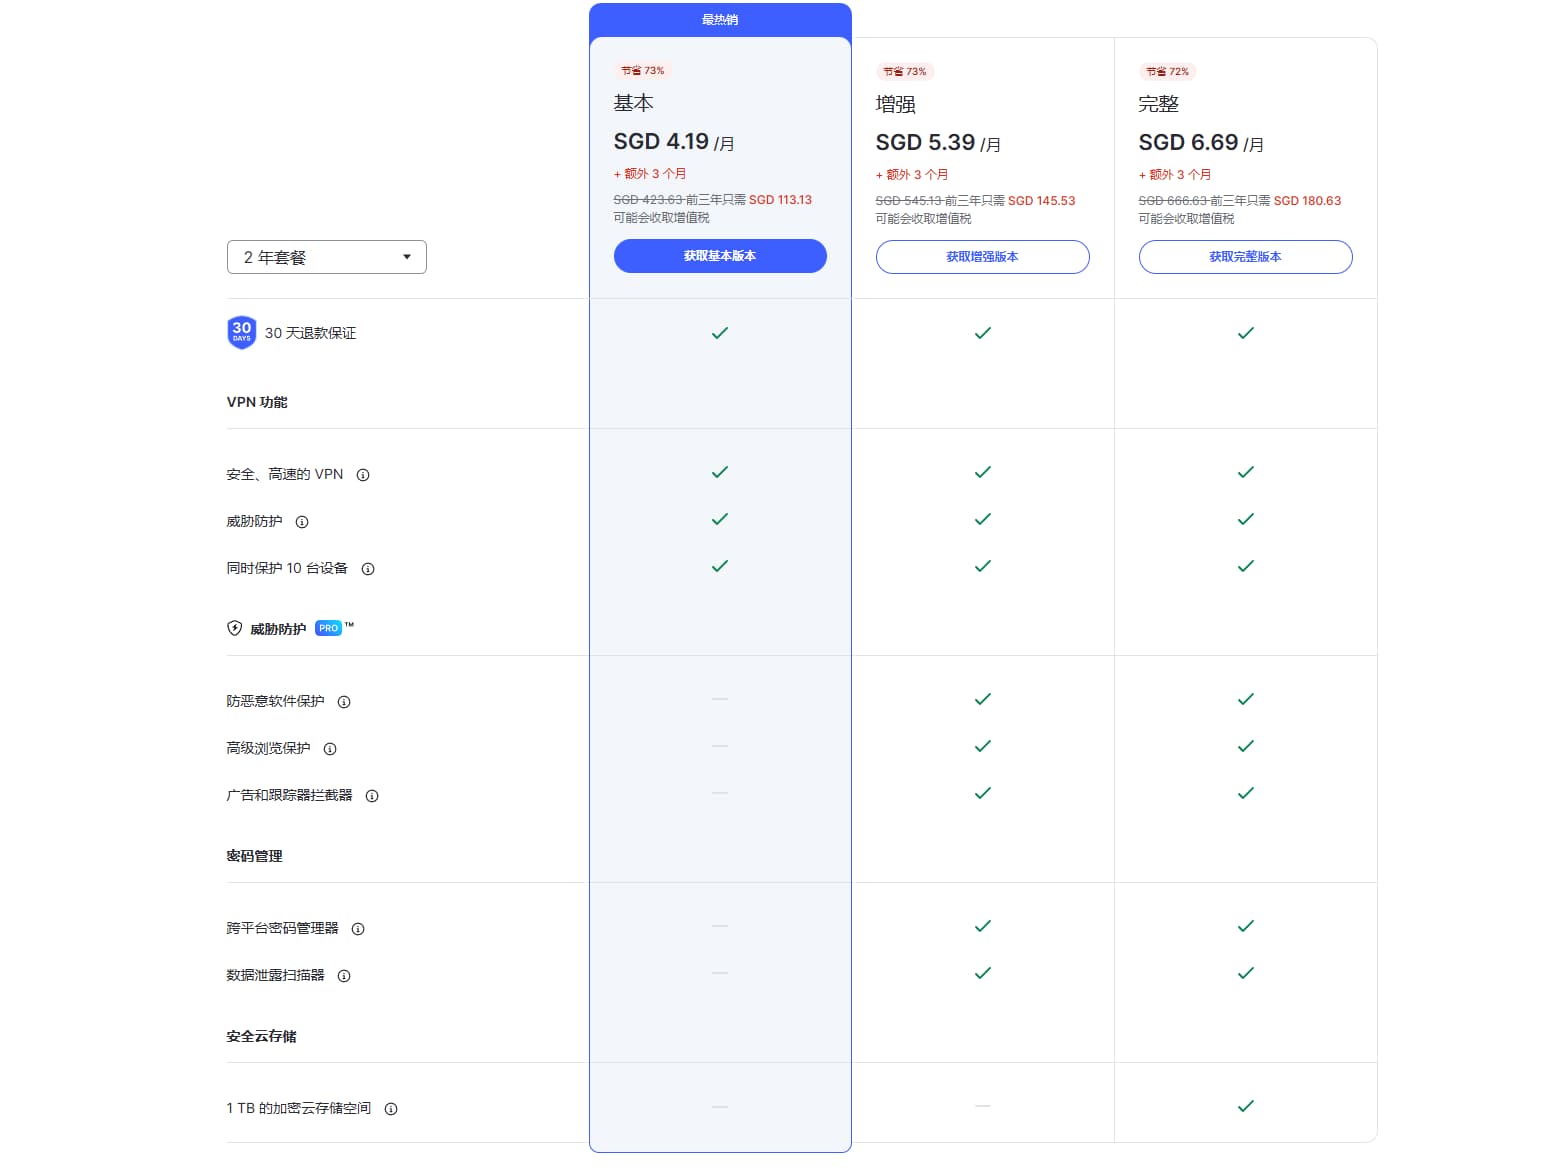 最热销
节省 73%
基本
SGD 4.19 /月
+ 额外 3 个月
SGD 423.63 前三年只需 SGD 113.13
可能会收取增值税
获取基本版本
节省 73%
增强
SGD 5.39 /月
+ 额外 3 个月
SGD 545.13 前三年只需 SGD 145.53
可能会收取增值税
获取增强版本
节省 72%
完整
SGD 6.69 /月
+ 额外 3 个月
SGD 666.63 前三年只需 SGD 180.63
可能会收取增值税
获取完整版本
2 年套餐
30 DAYS
30 天退款保证
VPN 功能
安全、高速的 VPN
威胁防护
同时保护 10 台设备
威胁防护 PRO ™
防恶意软件保护
高级浏览保护
广告和跟踪器拦截器
密码管理
跨平台密码管理器
数据泄露扫描器
安全云存储
1 TB 的加密云存储空间